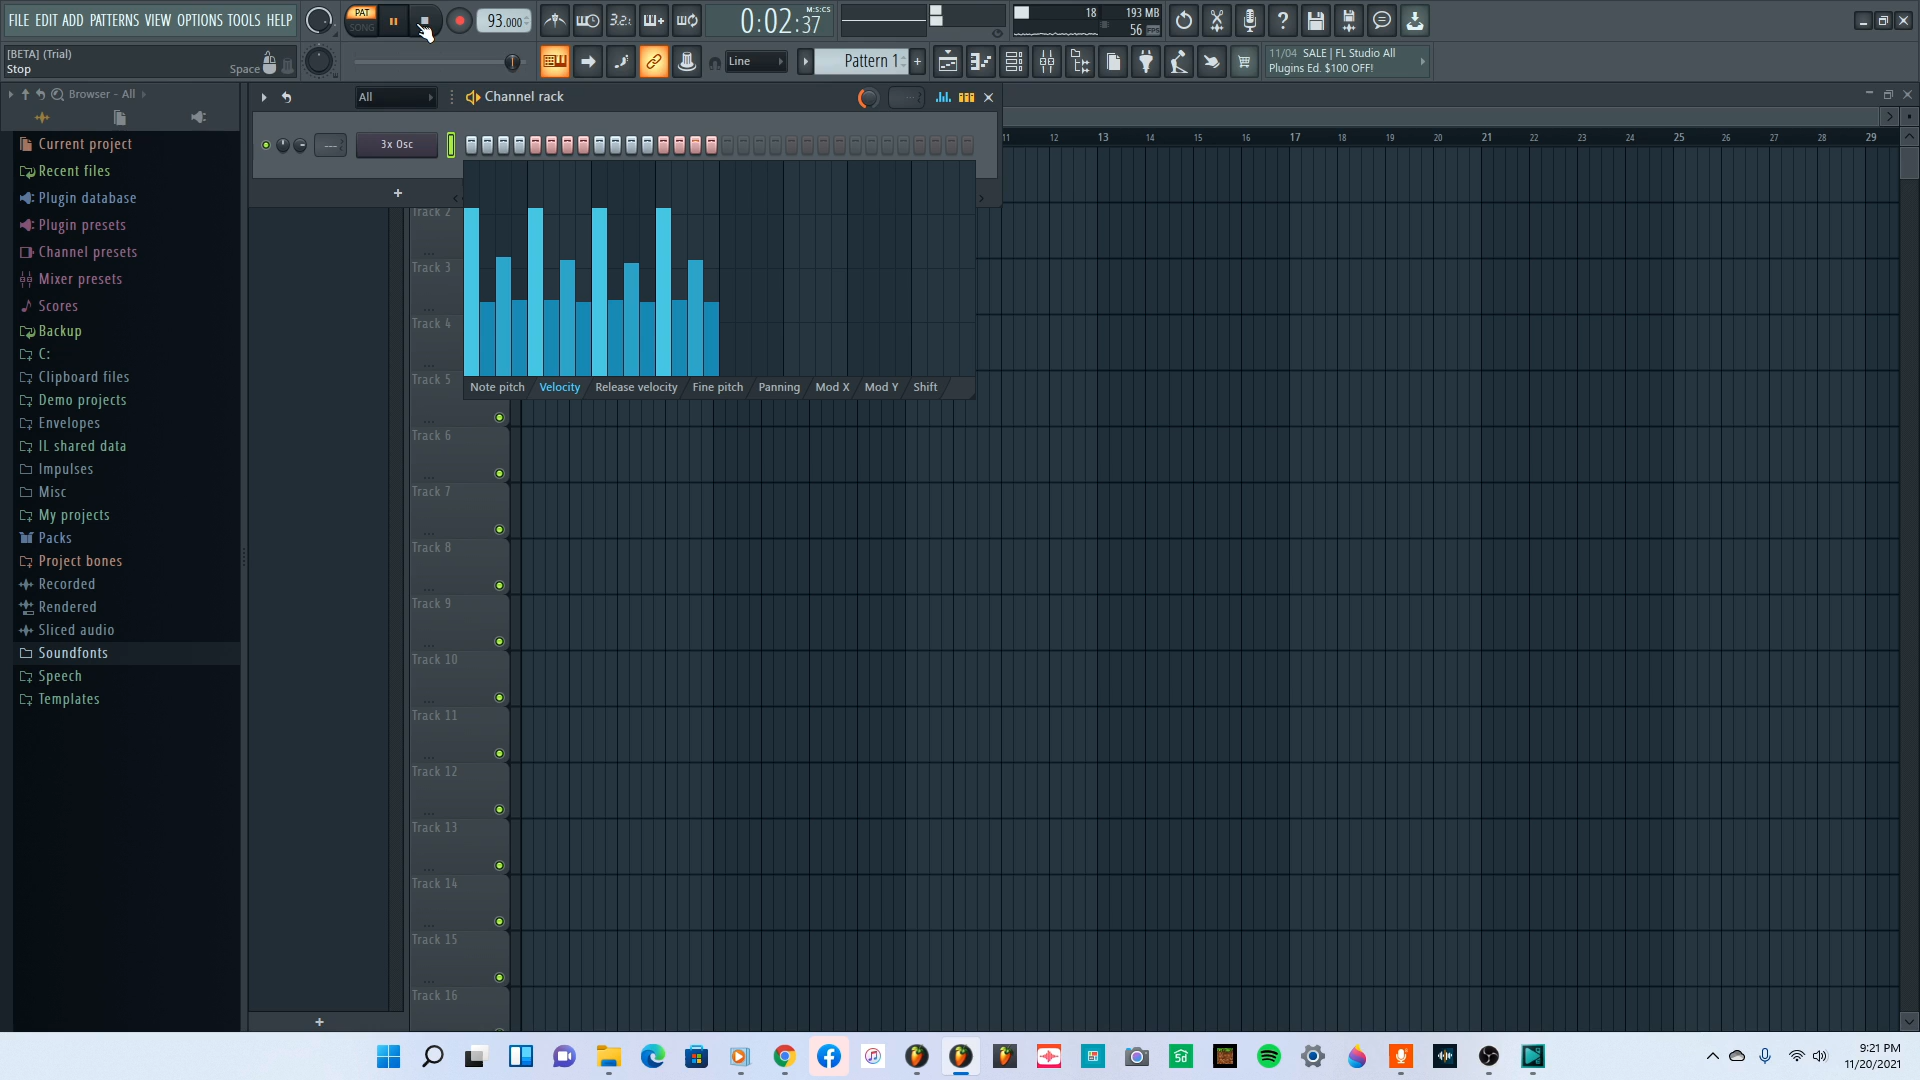 FILE EDIT ADD PATTERNS VIEW OPTIONS TOOLS HELP
PAT
SONG
93.000
3.2.
0:02:37
M:S:CS
18
193 MB
56
[BETA] (Trial)
Stop
Space
Line
Pattern 1
+
11/04 SALE | FL Studio All
Plugins Ed. $100 OFF!
Browser - All
Current project
Recent files
Plugin database
Plugin presets
Channel presets
Mixer presets
Scores
Backup
C:
Clipboard files
Demo projects
Envelopes
IL shared data
Impulses
Misc
My projects
Packs
Project bones
Recorded
Rendered
Sliced audio
Soundfonts
Speech
Templates
All
Channel rack
3x Osc
+
Note pitch Velocity Release velocity Fine pitch Panning Mod X Mod Y Shift
11 12 13 14 15 16 17 18 19 20 21 22 23 24 25 26 27 28 29
Track 2
Track 3
Track 4
Track 5
Track 6
Track 7
Track 8
Track 9
Track 10
Track 11
Track 12
Track 13
Track 14
Track 15
Track 16
+
9:21 PM
11/20/2021